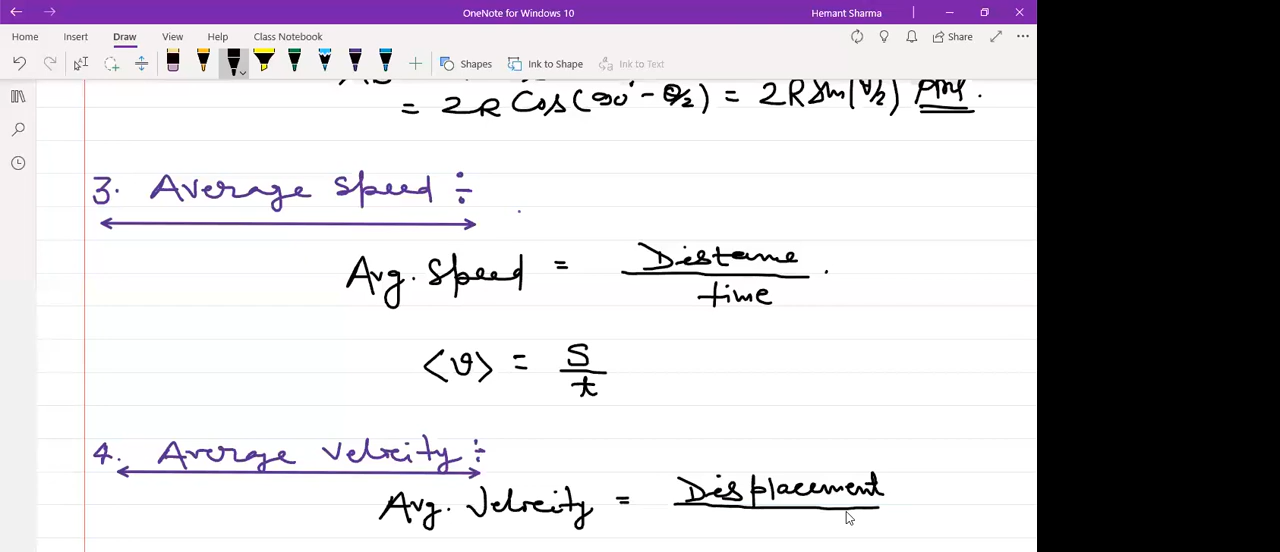 OneNote for Windows 10
Hemant Sharma
Home Insert Draw View Help Class Notebook Share
Shapes Ink to Shape Ink to Text
= 2R Cos(90° - θ/2) = 2R Sin(θ/2)
3. Average Speed ÷
Avg. Speed = Distance / time .
<v> = S / t
4. Average Velocity ÷
Avg. Velocity = Displacement